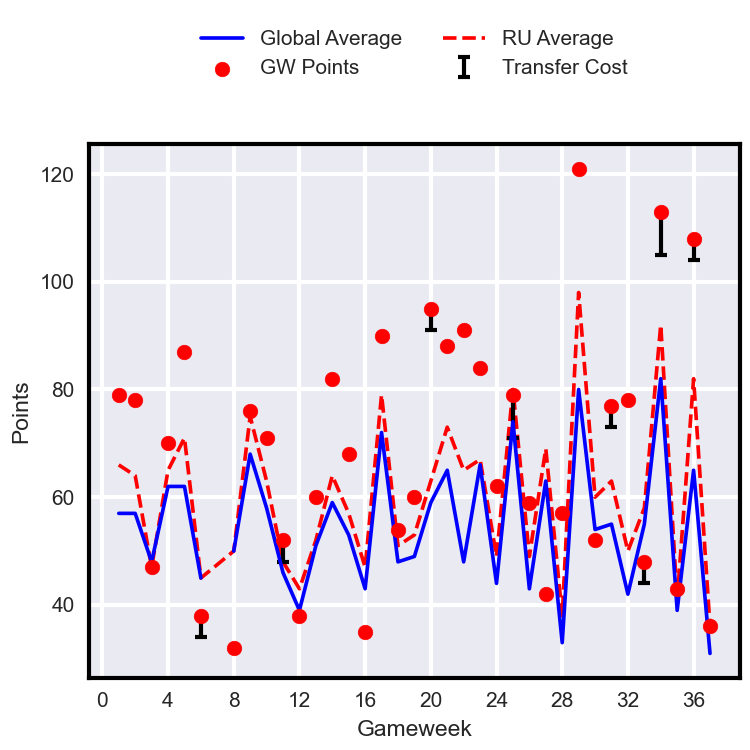 Global Average
RU Average
GW Points
Transfer Cost
120
100
80
60
40
Points
0 4 8 12 16 20 24 28 32 36
Gameweek